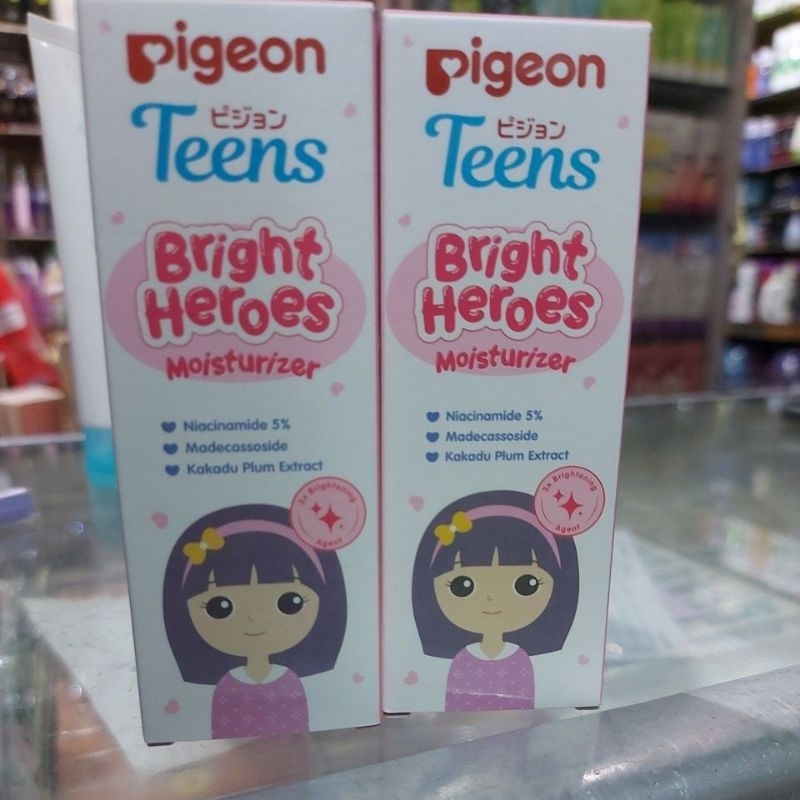 Pigeon
ピジョン
Teens
Bright
Heroes
Moisturizer
Niacinamide 5%
Madecassoside
Kakadu Plum Extract
3x Brightening
Agent
Pigeon
ピジョン
Teens
Bright
Heroes
Moisturizer
Niacinamide 5%
Madecassoside
Kakadu Plum Extract
3x Brightening
Agent